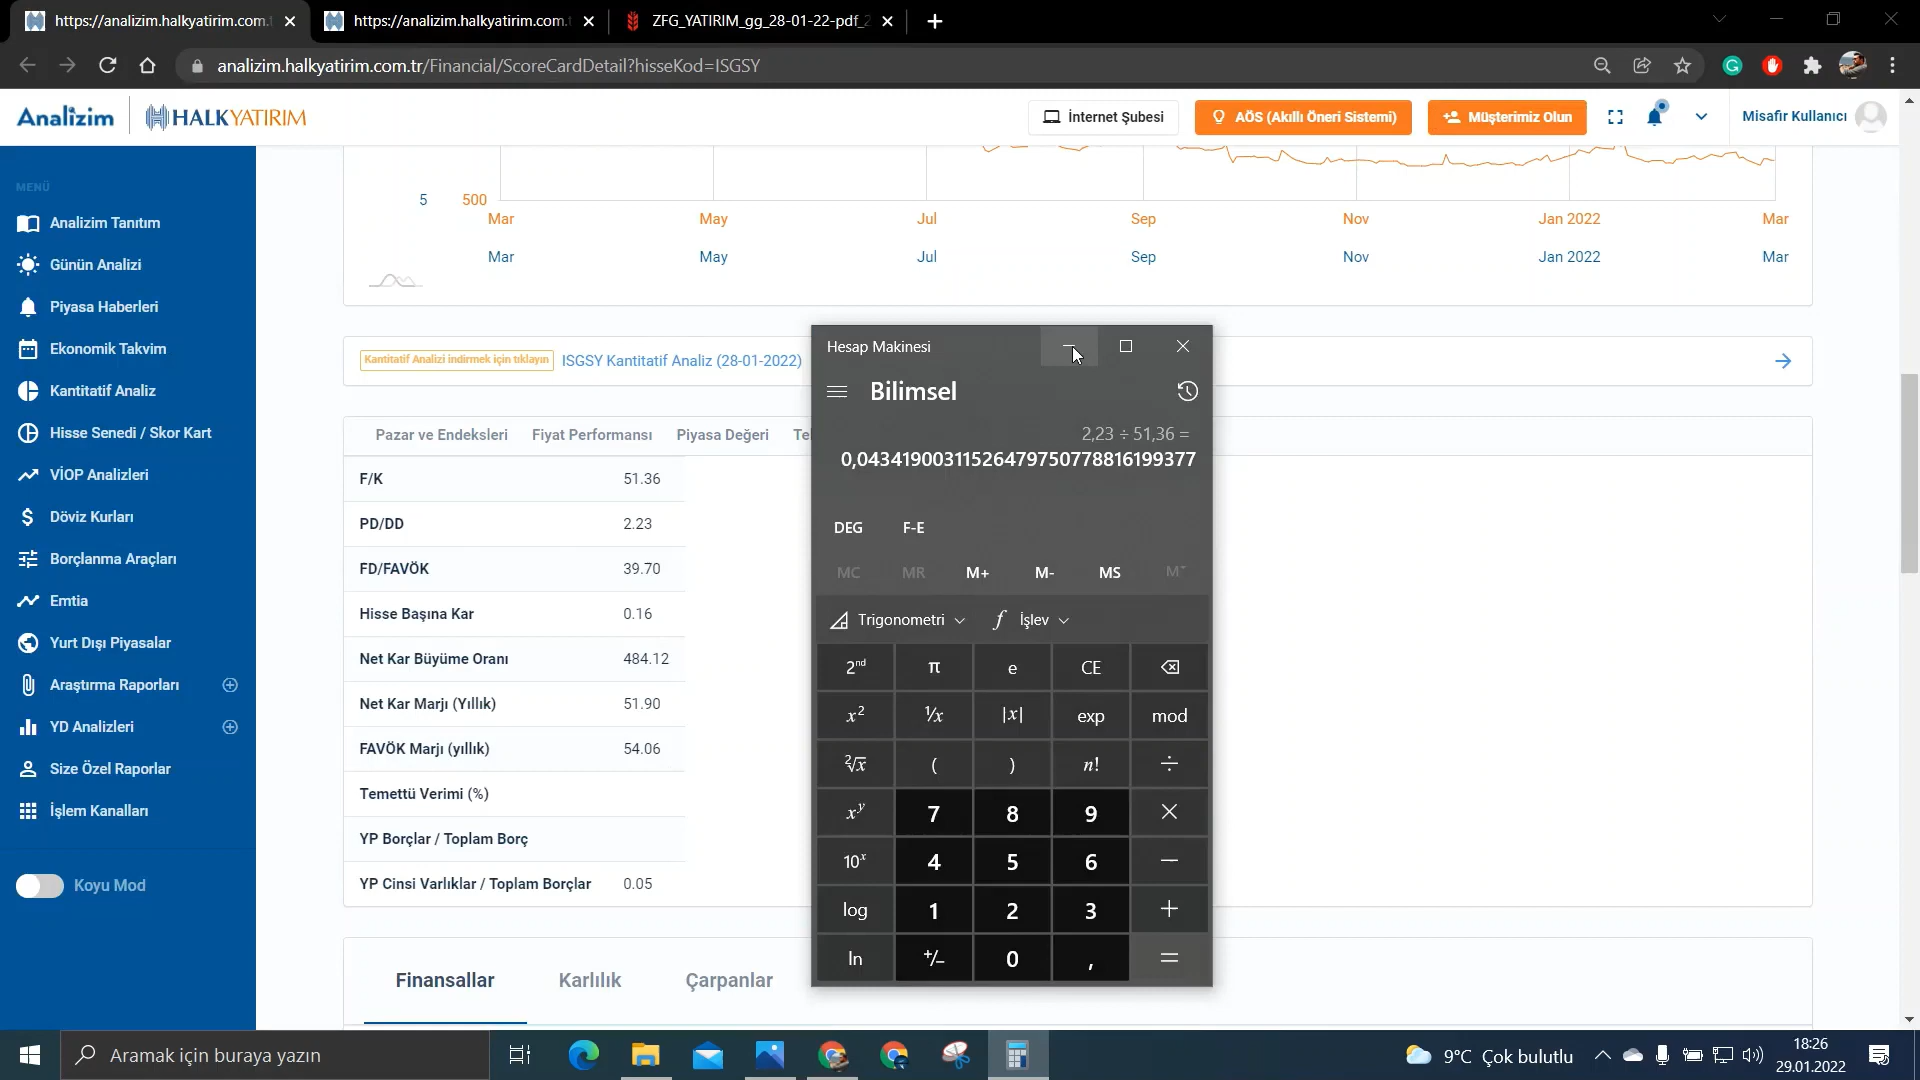 https://analizim.halkyatirim.com.
https://analizim.halkyatirim.com.
ZFG_YATIRIM_gg_28-01-22-pdf_2
analizim.halkyatirim.com.tr/Financial/ScoreCardDetail?hisseKod=ISGSY
Analizim
HALKYATIRIM
İnternet Şubesi
AÖS (Akıllı Öneri Sistemi)
Müşterimiz Olun
Misafir Kullanıcı
MENÜ
Analizim Tanıtım
Günün Analizi
Piyasa Haberleri
Ekonomik Takvim
Kantitatif Analiz
Hisse Senedi / Skor Kart
VİOP Analizleri
Döviz Kurları
Borçlanma Araçları
Emtia
Yurt Dışı Piyasalar
Araştırma Raporları
YD Analizleri
Size Özel Raporlar
İşlem Kanalları
Koyu Mod
5 500
Mar May Jul Sep Nov Jan 2022 Mar
Mar May Jul Sep Nov Jan 2022 Mar
Kantitatif Analizi indirmek için tıklayın ISGSY Kantitatif Analiz (28-01-2022)
Pazar ve Endeksleri Fiyat Performansı Piyasa Değeri Te
F/K 51.36
PD/DD 2.23
FD/FAVÖK 39.70
Hisse Başına Kar 0.16
Net Kar Büyüme Oranı 484.12
Net Kar Marjı (Yıllık) 51.90
FAVÖK Marjı (yıllık) 54.06
Temettü Verimi (%)
YP Borçlar / Toplam Borç
YP Cinsi Varlıklar / Toplam Borçlar 0.05
Finansallar Karlılık Çarpanlar
Hesap Makinesi
Bilimsel
2,23 ÷ 51,36 =
0,04341900311526479750778816199377
DEG F-E
MC MR M+ M- MS M˅
Trigonometri f İşlev
2nd π e CE
x² ¹/x |x| exp mod
²√x ( ) n! ÷
xʸ 7 8 9 ×
10ˣ 4 5 6 −
log 1 2 3 +
ln +/− 0 , =
Aramak için buraya yazın
9°C Çok bulutlu
18:26
29.01.2022